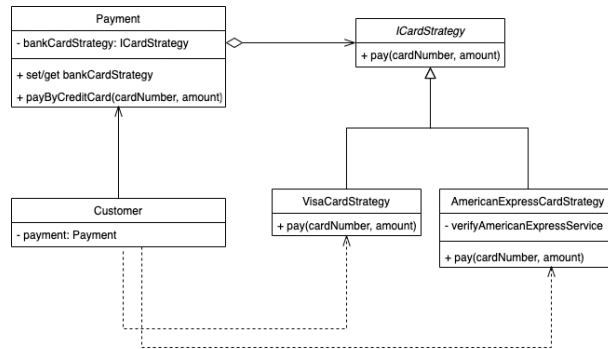 Payment
- bankCardStrategy: ICardStrategy
+ set/get bankCardStrategy
+ payByCreditCard(cardNumber, amount)
ICardStrategy
+ pay(cardNumber, amount)
Customer
- payment: Payment
VisaCardStrategy
+ pay(cardNumber, amount)
AmericanExpressCardStrategy
- verifyAmericanExpressService
+ pay(cardNumber, amount)